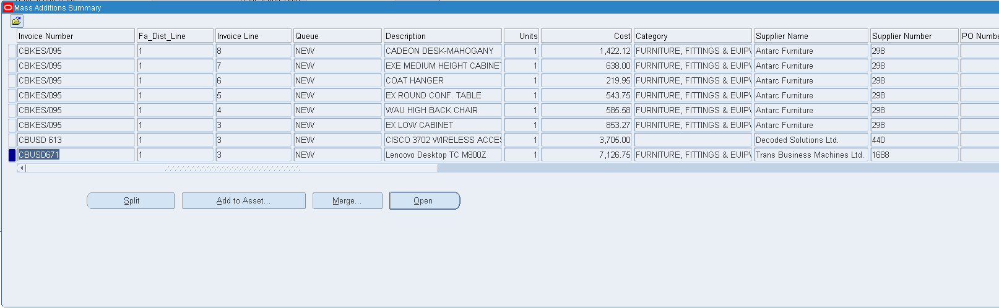 Mass Additions Summary
Invoice Number Fa_Dist_Line Invoice Line Queue Description Units Cost Category Supplier Name Supplier Number PO Numbe
CBKES/095 1 8 NEW CADEON DESK-MAHOGANY 1 1,422.12 FURNITURE, FITTINGS & EUIP Antarc Furniture 298
CBKES/095 1 7 NEW EXE MEDIUM HEIGHT CABINET 1 638.00 FURNITURE, FITTINGS & EUIP Antarc Furniture 298
CBKES/095 1 6 NEW COAT HANGER 1 219.95 FURNITURE, FITTINGS & EUIP Antarc Furniture 298
CBKES/095 1 5 NEW EX ROUND CONF. TABLE 1 543.75 FURNITURE, FITTINGS & EUIP Antarc Furniture 298
CBKES/095 1 4 NEW WAU HIGH BACK CHAIR 1 585.58 FURNITURE, FITTINGS & EUIP Antarc Furniture 298
CBKES/095 1 3 NEW EX LOW CABINET 1 853.27 FURNITURE, FITTINGS & EUIP Antarc Furniture 298
CBUSD 613 1 3 NEW CISCO 3702 WIRELESS ACCES 1 3,705.00 Decoded Solutions Ltd. 440
CBUSD671 1 3 NEW Lenoovo Desktop TC M800Z 1 7,126.75 FURNITURE, FITTINGS & EUIP Trans Business Machines Ltd. 1688
Split Add to Asset... Merge... Open